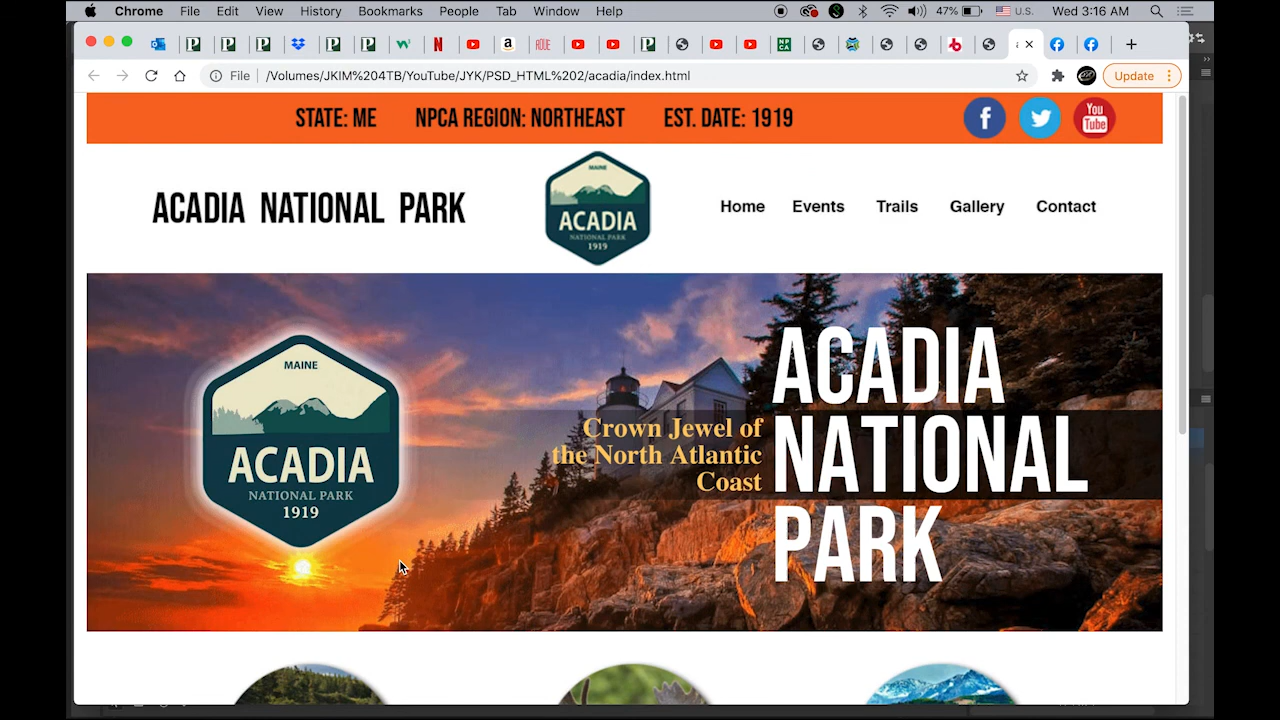 Chrome File Edit View History Bookmarks People Tab Window Help 47% U.S. Wed 3:16 AM
File /Volumes/JKIM%204TB/YouTube/JYK/PSD_HTML%202/acadia/index.html Update
STATE: ME NPCA REGION: NORTHEAST EST. DATE: 1919 You Tube
MAINE
ACADIA NATIONAL PARK
ACADIA
NATIONAL PARK
1919
Home Events Trails Gallery Contact
MAINE
ACADIA
NATIONAL PARK
1919
Crown Jewel of
the North Atlantic
Coast
ACADIA
NATIONAL
PARK